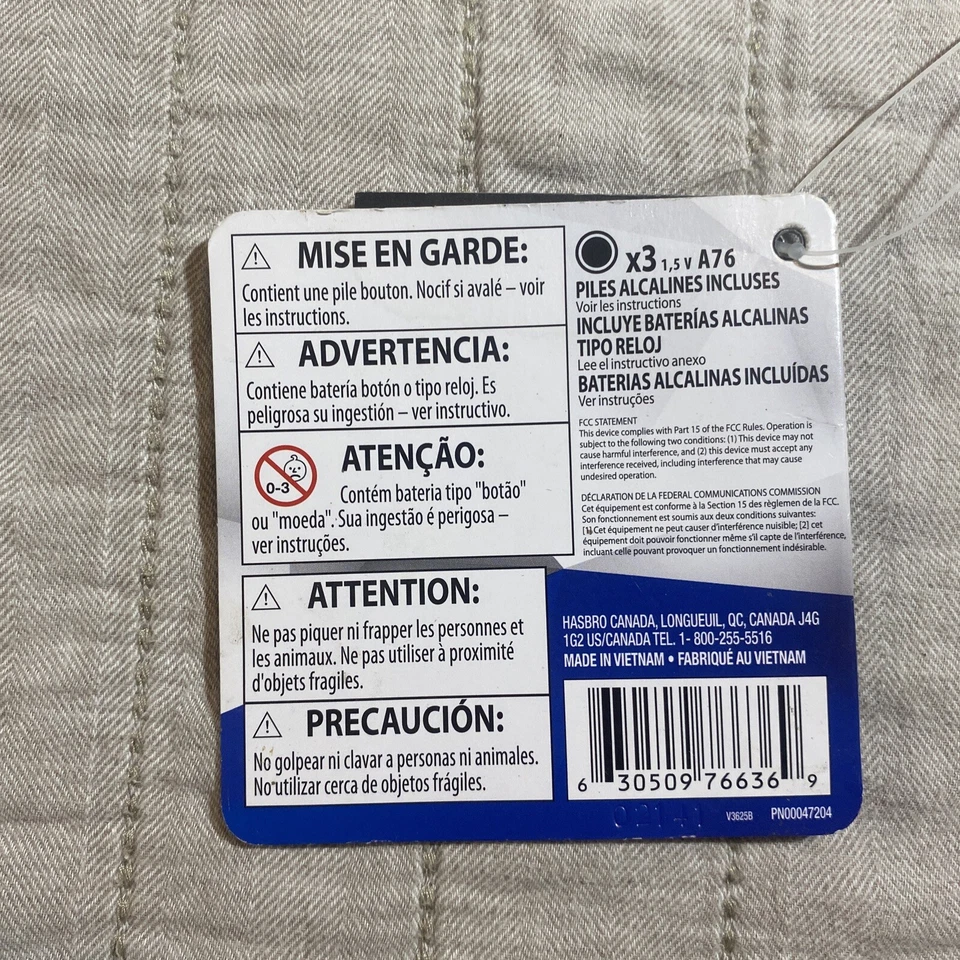 MISE EN GARDE:
Contient une pile bouton. Nocif si avalé – voir
les instructions.
ADVERTENCIA:
Contiene batería botón o tipo reloj. Es
peligrosa su ingestión – ver instructivo.
0-3
ATENÇÃO:
Contém bateria tipo "botão"
ou "moeda". Sua ingestão é perigosa –
ver instruções.
ATTENTION:
Ne pas piquer ni frapper les personnes et
les animaux. Ne pas utiliser à proximité
d'objets fragiles.
PRECAUCIÓN:
No golpear ni clavar a personas ni animales.
No utilizar cerca de objetos frágiles.
x3 1,5 V A76
PILES ALCALINES INCLUSES
Voir les instructions
INCLUYE BATERÍAS ALCALINAS
TIPO RELOJ
Lee el instructivo anexo
BATERIAS ALCALINAS INCLUÍDAS
Ver instruções
FCC STATEMENT
This device complies with Part 15 of the FCC Rules. Operation is
subject to the following two conditions: (1) This device may not
cause harmful interference, and (2) this device must accept any
interference received, including interference that may cause
undesired operation.
DÉCLARATION DE LA FEDERAL COMMUNICATIONS COMMISSION
Cet équipement est conforme à la Section 15 des règlemen de la FCC.
Son fonctionnement est soumis aux deux conditions suivantes:
[1] Cet équipement ne peut causer d'interférence nuisible; [2] cet
équipement doit pouvoir fonctionner même s'il capte de l'interférence,
incluant celle pouvant provoquer un fonctionnement indésirable.
HASBRO CANADA, LONGUEUIL, QC, CANADA J4G
1G2 US/CANADA TEL. 1- 800-255-5516
MADE IN VIETNAM • FABRIQUÉ AU VIETNAM
6 30509 76636 9
V3625B PN00047204